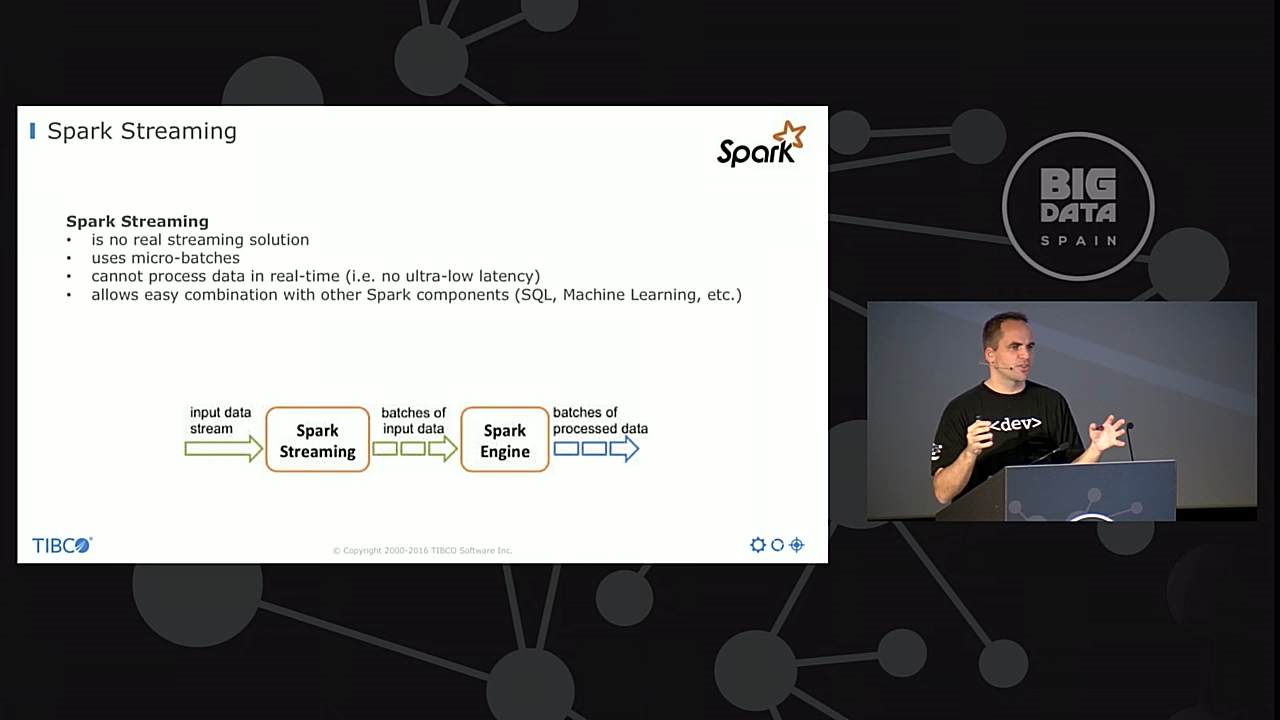 Spark Streaming
Spark
Spark Streaming
• is no real streaming solution
• uses micro-batches
• cannot process data in real-time (i.e. no ultra-low latency)
• allows easy combination with other Spark components (SQL, Machine Learning, etc.)
input data
stream
Spark
Streaming
batches of
input data
Spark
Engine
batches of
processed data
TIBCO
© Copyright 2000-2016 TIBCO Software Inc.
BIG
DATA
SPAIN
<dev>